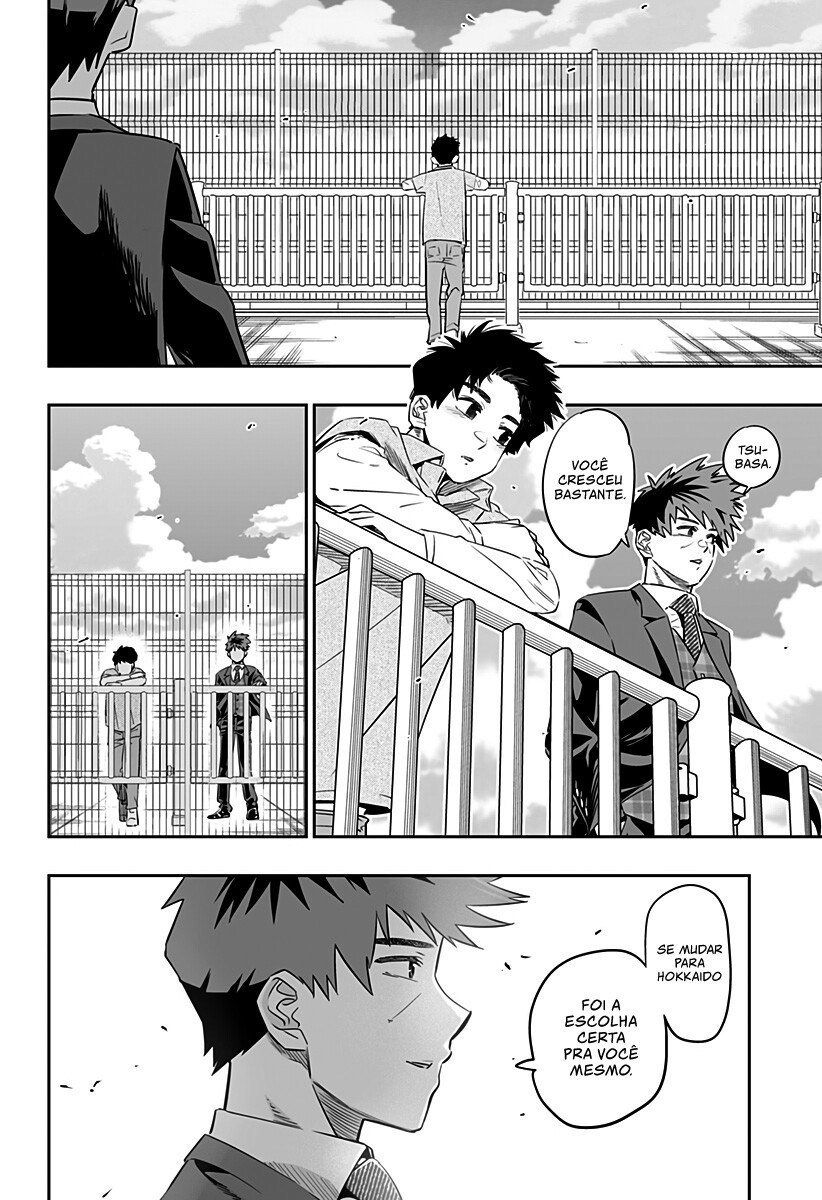 TSU-
BASA.
VOCÊ
CRESCEU
BASTANTE.
SE MUDAR
PARA
HOKKAIDO
FOI A
ESCOLHA
CERTA
PRA VOCÊ
MESMO.